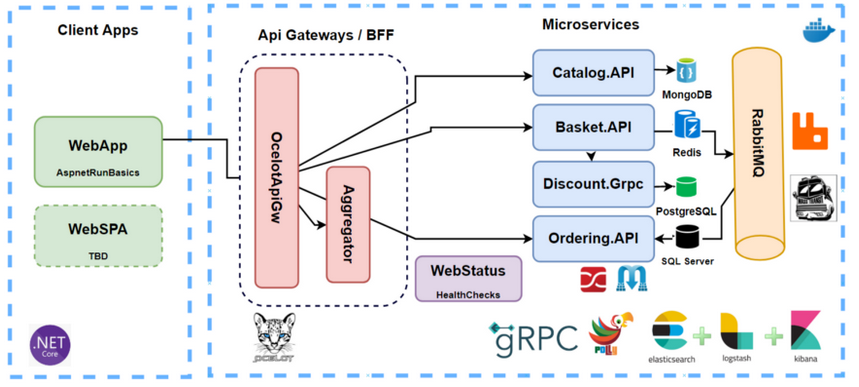 Client Apps
WebApp
AspnetRunBasics
WebSPA
TBD
.NET
Core
Api Gateways / BFF
OcelotApiGw
Aggregator
OCELOT
Microservices
Catalog.API
MongoDB
Basket.API
Redis
Discount.Grpc
PostgreSQL
Ordering.API
SQL Server
RabbitMQ
WebStatus
HealthChecks
gRPC
POLLY
elasticsearch
+
logstash
+
kibana